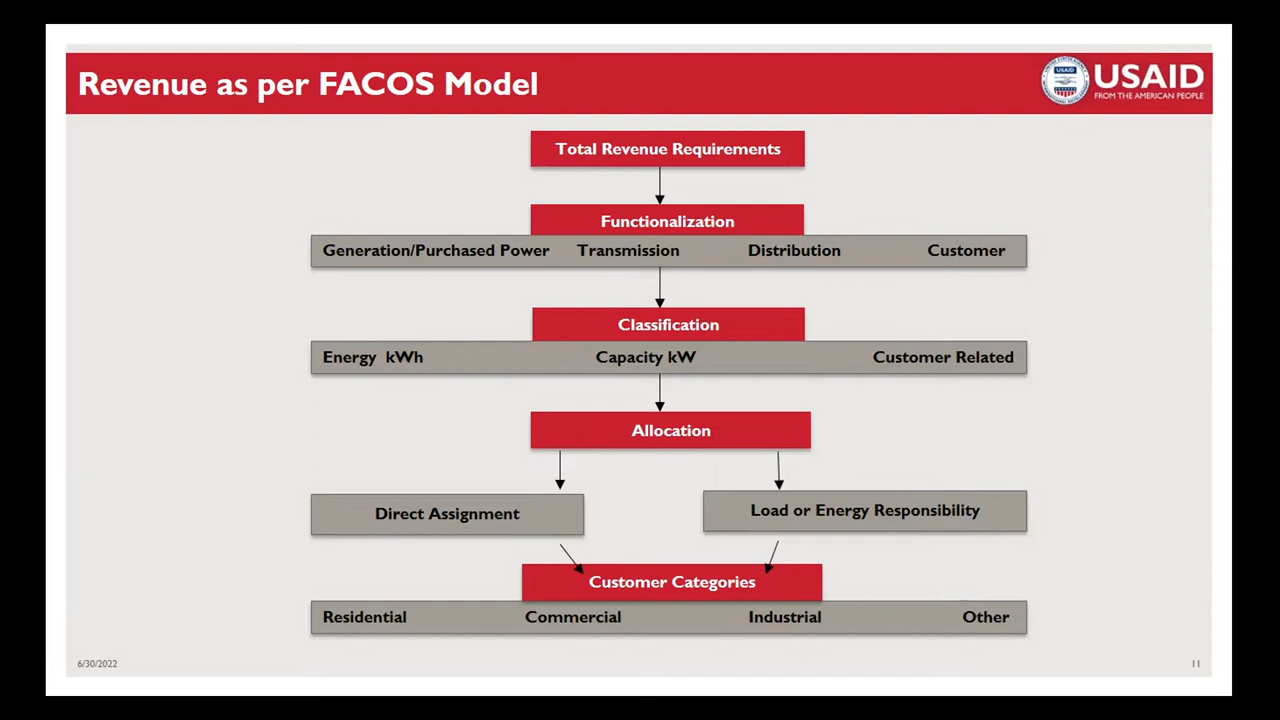 Revenue as per FACOS Model
USAID
FROM THE AMERICAN PEOPLE
USAID
Total Revenue Requirements
Functionalization
Generation/Purchased Power Transmission Distribution Customer
Classification
Energy kWh Capacity kW Customer Related
Allocation
Direct Assignment
Load or Energy Responsibility
Customer Categories
Residential Commercial Industrial Other
6/30/2022
11